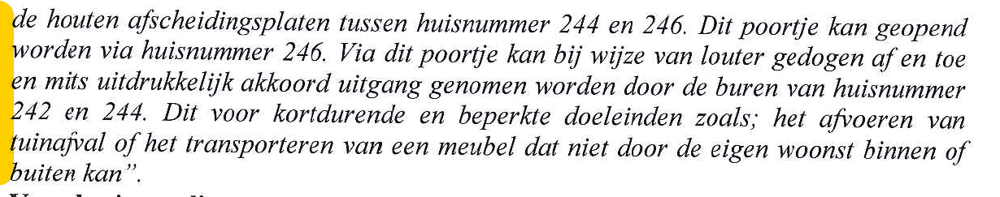 de houten afscheidingsplaten tussen huisnummer 244 en 246. Dit poortje kan geopend
worden via huisnummer 246. Via dit poortje kan bij wijze van louter gedogen af en toe
en mits uitdrukkelijk akkoord uitgang genomen worden door de buren van huisnummer
242 en 244. Dit voor kortdurende en beperkte doeleinden zoals; het afvoeren van
tuinafval of het transporteren van een meubel dat niet door de eigen woonst binnen of
buiten kan”.